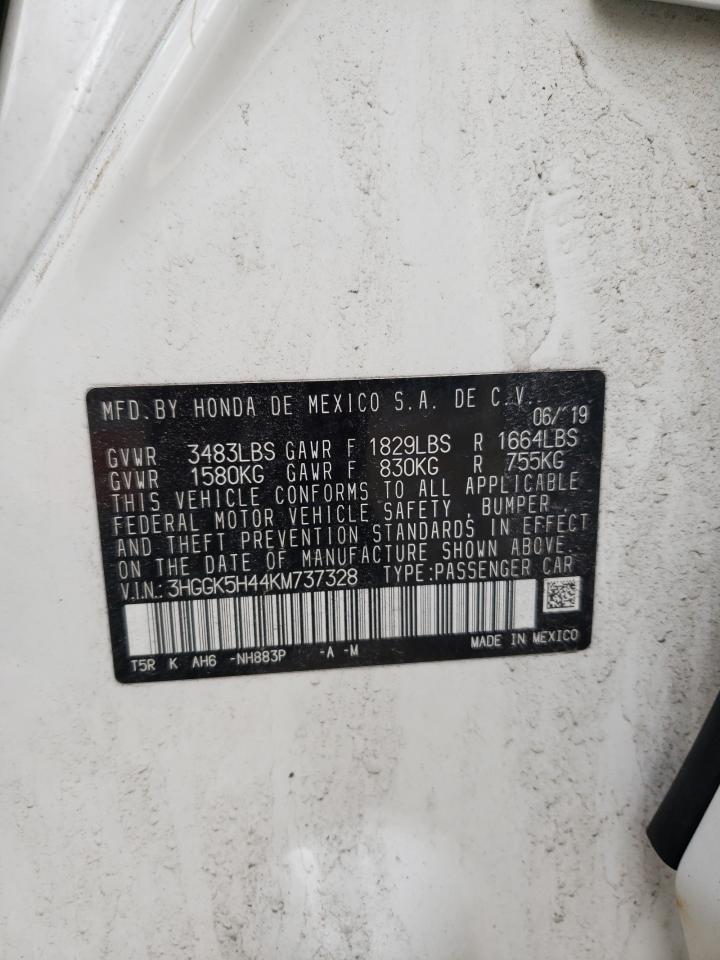 MFD. BY HONDA DE MEXICO S.A. DE C.V.
06/'19
GVWR 3483LBS GAWR F 1829LBS R 1664LBS
GVWR 1580KG GAWR F 830KG R 755KG
THIS VEHICLE CONFORMS TO ALL APPLICABLE
FEDERAL MOTOR VEHICLE SAFETY , BUMPER ,
AND THEFT PREVENTION STANDARDS IN EFFECT
ON THE DATE OF MANUFACTURE SHOWN ABOVE.
V.I.N.: 3HGGK5H44KM737328 TYPE:PASSENGER CAR
T5R K AH6 -NH883P -A -M MADE IN MEXICO